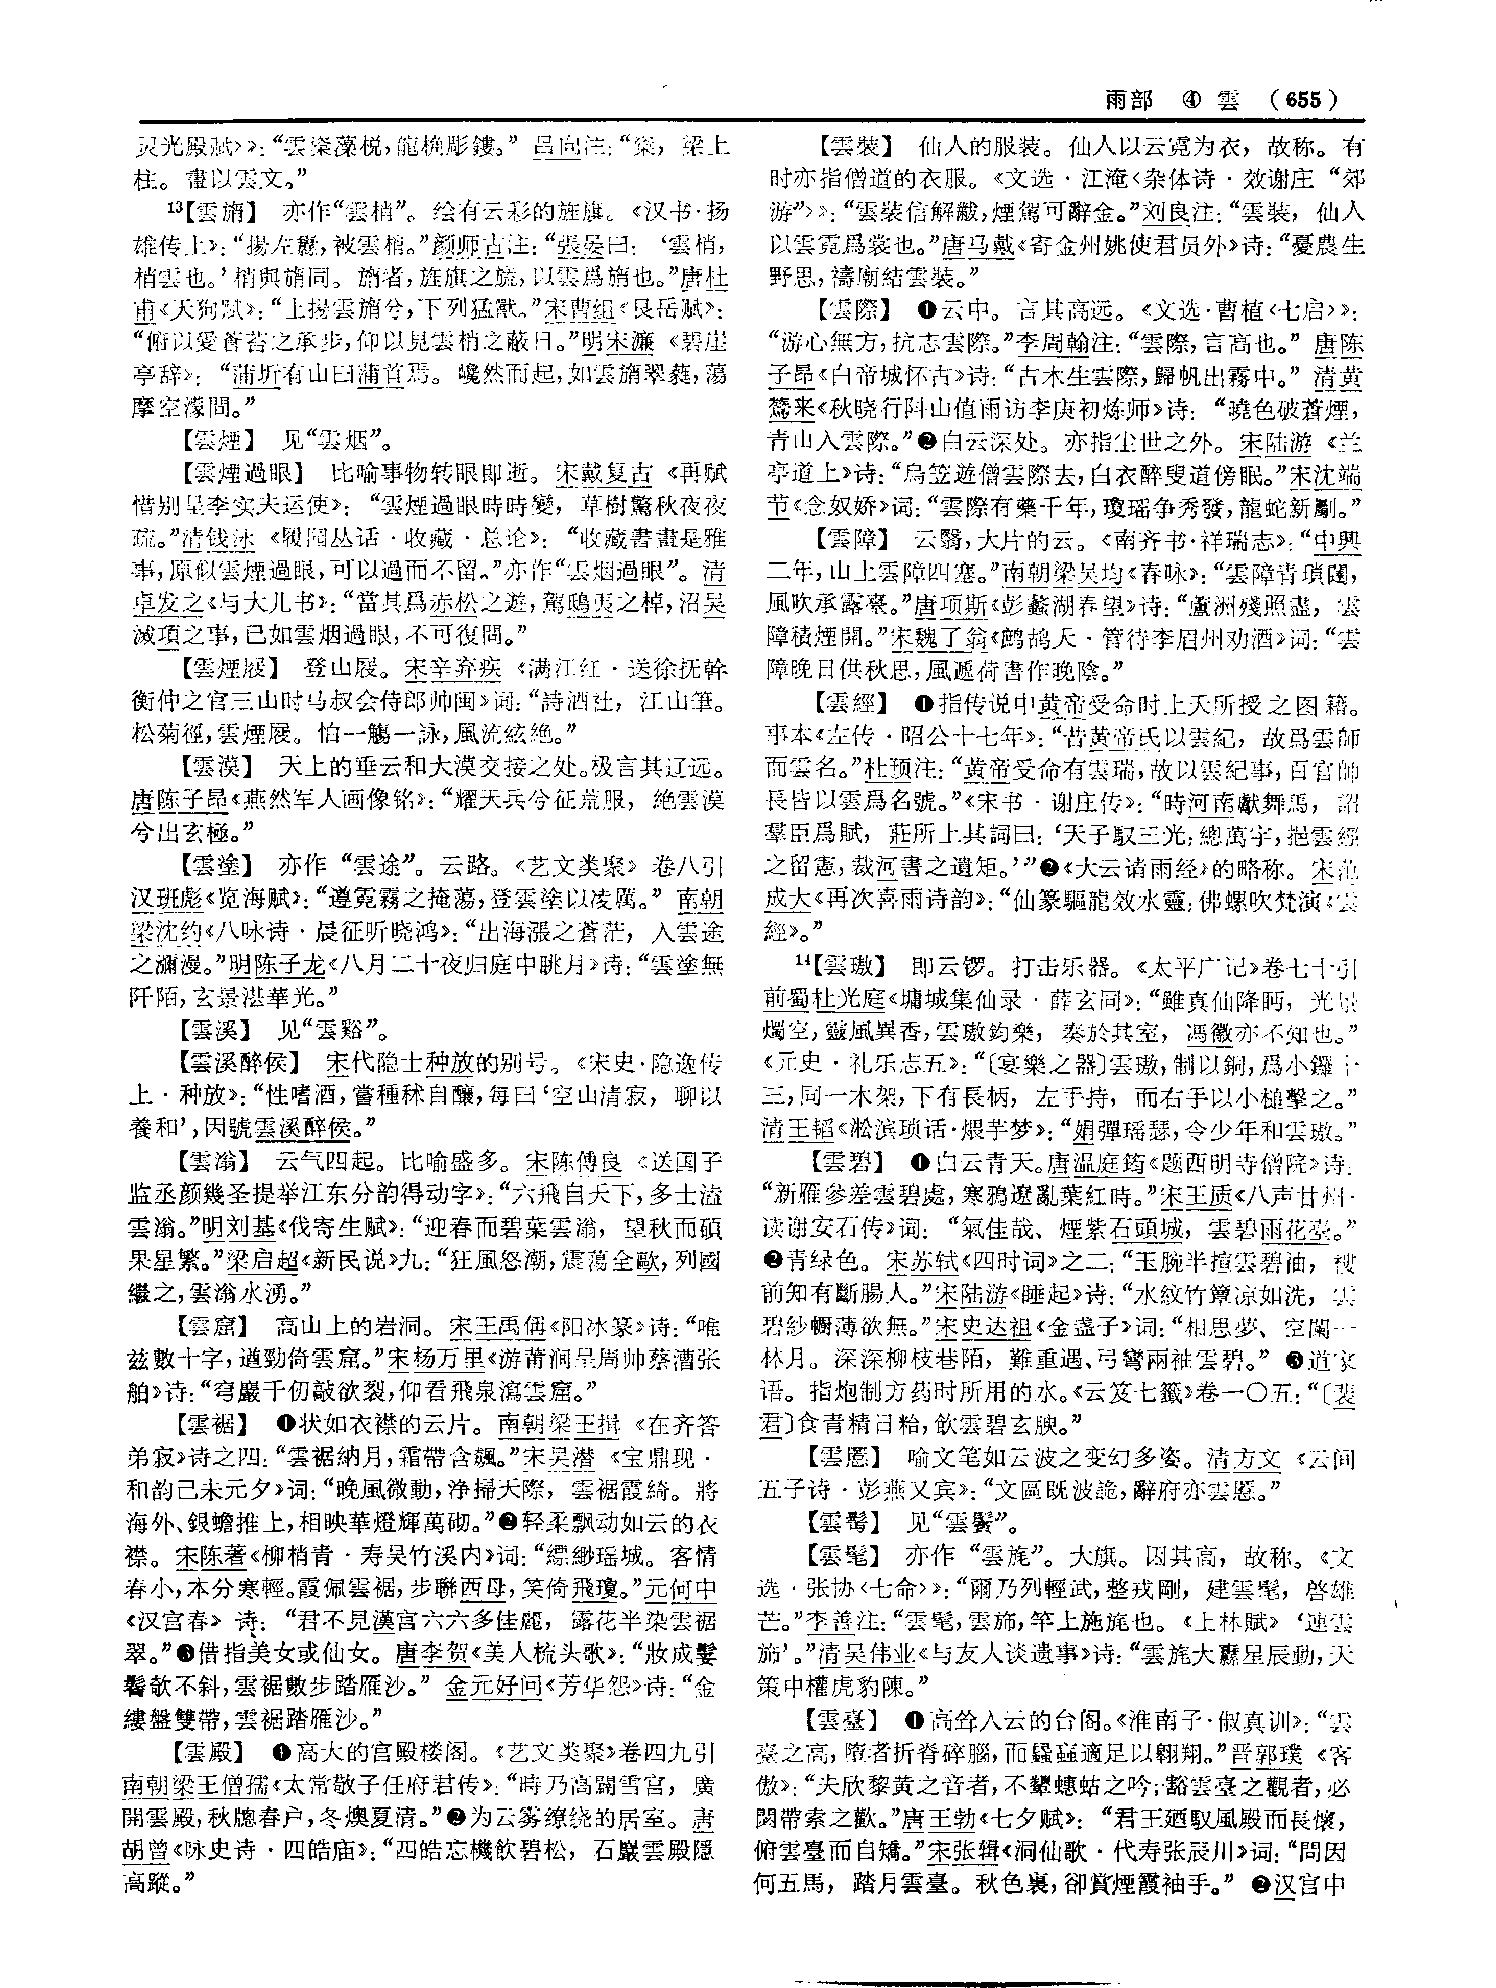 雨部 ④ 雲 (655)
灵光殿赋〉》：“雲楶藻棁，龍桷彫鏤。” 吕向注：“楶，梁上
柱。畫以雲文。”
13【雲旓】 亦作“雲梢”。绘有云彩的旌旗。《汉书·扬
雄传上》：“揚左纛，被雲梢。”颜师古注：“張晏曰：‘雲梢，
梢雲也。’梢與旓同。旓者，旌旗之旒，以雲爲旓也。”唐杜
甫《天狗赋》：“上揚雲旓兮，下列猛獸。”宋曹组《艮岳赋》：
“俯以愛蒼苔之承步，仰以見雲梢之蔽日。”明宋濂《碧崖
亭辞》：“蒲圻有山曰蒲首焉。巉然而起，如雲旓翠蕤，蕩
摩空濛間。”
【雲煙】 见“雲烟”。
【雲煙過眼】 比喻事物转眼即逝。宋戴复古《再赋
惜别呈李实夫运使》：“雲煙過眼時時變，草樹驚秋夜夜
疏。”清钱泳《履园丛话·收藏·总论》：“收藏書畫是雅
事，原似雲煙過眼，可以過而不留。”亦作“雲烟過眼”。清
卓发之《与大儿书》：“當其爲赤松之遊，駕鴟夷之棹，沼吴
滅項之事，已如雲烟過眼，不可復問。”
【雲煙屐】 登山屐。宋辛弃疾《满江红·送徐抚幹
衡仲之官三山时马叔会侍郎帅闽》词：“詩酒社，江山筆。
松菊徑，雲煙屐。怕一觴一詠，風流絃絶。”
【雲漠】 天上的垂云和大漠交接之处。极言其辽远。
唐陈子昂《燕然军人画像铭》：“耀天兵兮征荒服，絶雲漠
兮出玄極。”
【雲塗】 亦作“雲途”。云路。《艺文类聚》卷八引
汉班彪《览海赋》：“遵霓霧之掩蕩，登雲塗以凌厲。” 南朝
梁沈约《八咏诗·晨征听晓鸿》：“出海漲之蒼茫，入雲途
之瀰漫。”明陈子龙《八月二十夜归庭中眺月》诗：“雲塗無
阡陌，玄景湛華光。”
【雲溪】 见“雲谿”。
【雲溪醉侯】 宋代隐士种放的别号。《宋史·隐逸传
上·种放》：“性嗜酒，嘗種秫自釀，每曰‘空山清寂，聊以
養和’，因號雲溪醉侯。”
【雲滃】 云气四起。比喻盛多。宋陈傅良《送国子
监丞颜幾圣提举江东分韵得动字》：“六飛自天下，多士溢
雲滃。”明刘基《伐寄生赋》：“迎春而碧葉雲滃，望秋而碩
果星繁。”梁启超《新民说》九：“狂風怒潮，震蕩全歐，列國
繼之，雲滃水湧。”
【雲窟】 高山上的岩洞。宋王禹偁《阳冰篆》诗：“唯
兹數十字，遒勁倚雲窟。”宋杨万里《游莆涧呈周帅蔡漕张
舶》诗：“穹巖千仞敲欲裂，仰看飛泉瀉雲窟。”
【雲裾】 ❶状如衣襟的云片。南朝梁王揖《在齐答
弟寂》诗之四：“雲裾納月，霜帶含飆。”宋吴潜《宝鼎现·
和韵己未元夕》词：“晚風微動，浄掃天際，雲裾霞綺。將
海外、銀蟾推上，相映華燈輝萬砌。”❷轻柔飘动如云的衣
襟。宋陈著《柳梢青·寿吴竹溪内》词：“縹緲瑶城。客情
春小，本分寒輕。霞佩雲裾，步聯西母，笑倚飛瓊。”元何中
《汉宫春》诗：“君不見漢宫六六多佳麗，露花半染雲裾
翠。”❸借指美女或仙女。唐李贺《美人梳头歌》：“妝成鬟
鬌欹不斜，雲裾數步踏雁沙。” 金元好问《芳华怨》诗：“金
縷盤雙帶，雲裾踏雁沙。”
【雲殿】 ❶高大的宫殿楼阁。《艺文类聚》卷四九引
南朝梁王僧孺《太常敬子任府君传》：“時乃高闢雪宫，廣
開雲殿，秋牕春户，冬燠夏清。”❷为云雾缭绕的居室。唐
胡曾《咏史诗·四皓庙》：“四皓忘機飲碧松，石巖雲殿隱
高蹤。”
【雲裝】 仙人的服装。仙人以云霓为衣，故称。有
时亦指僧道的衣服。《文选·江淹〈杂体诗·效谢庄“郊
游”〉》：“雲裝信解黻，煙駕可辭金。”刘良注：“雲裝，仙人
以雲霓爲裳也。”唐马戴《寄金州姚使君员外》诗：“憂農生
野思，禱廟結雲裝。”
【雲際】 ❶云中。言其高远。《文选·曹植〈七启〉》：
“游心無方，抗志雲際。”李周翰注：“雲際，言高也。” 唐陈
子昂《白帝城怀古》诗：“古木生雲際，歸帆出霧中。” 清黄
鷟来《秋晓行阧山值雨访李庚初炼师》诗：“曉色破蒼煙，
青山入雲際。”❷白云深处。亦指尘世之外。宋陆游《兰
亭道上》诗：“烏笠遊僧雲際去，白衣醉叟道傍眠。”宋沈端
节《念奴娇》词：“雲際有藥千年，瓊瑶争秀發，龍蛇新斸。”
【雲障】 云翳，大片的云。《南齐书·祥瑞志》：“中興
二年，山上雲障四塞。”南朝梁吴均《春咏》：“雲障青瑣闥，
風吹承露臺。”唐项斯《彭蠡湖春望》诗：“蘆洲殘照盡，雲
障積煙開。”宋魏了翁《鹧鸪天·管待李眉州劝酒》词：“雲
障晚日供秋思，風遞荷書作晚陰。”
【雲經】 ❶指传说中黄帝受命时上天所授之图籍。
事本《左传·昭公十七年》：“昔黄帝氏以雲紀，故爲雲師
而雲名。”杜预注：“黄帝受命有雲瑞，故以雲紀事，百官師
長皆以雲爲名號。”《宋书·谢庄传》：“時河南獻舞馬，詔
羣臣爲賦，莊所上其詞曰：‘天子馭三光，總萬宇，挹雲經
之留憲，裁河書之遺矩。’”❷《大云请雨经》的略称。宋范
成大《再次喜雨诗韵》：“仙篆驅龍效水靈，佛螺吹梵演《雲
經》。”
14【雲璈】 即云锣。打击乐器。《太平广记》卷七十引
前蜀杜光庭《墉城集仙录·薛玄同》：“雖真仙降眄，光景
燭空，靈風異香，雲璈鈞樂，奏於其室，馮徽亦不知也。”
《元史·礼乐志五》：“〔宴樂之器〕雲璈，制以銅，爲小鑼十
三，同一木架，下有長柄，左手持，而右手以小槌擊之。”
清王韬《淞滨琐话·煨芋梦》：“娟彈瑶瑟，令少年和雲璈。”
【雲碧】 ❶白云青天。唐温庭筠《题西明寺僧院》诗：
“新雁參差雲碧處，寒鴉遼亂葉紅時。”宋王质《八声甘州·
读谢安石传》词：“氣佳哉、煙紫石頭城，雲碧雨花臺。”
❷青绿色。宋苏轼《四时词》之二：“玉腕半揎雲碧袖，樓
前知有斷腸人。”宋陆游《睡起》诗：“水紋竹簟凉如洗，雲
碧紗幮薄欲無。”宋史达祖《金盏子》词：“相思夢、空闌一
林月。深深柳枝巷陌，難重遇、弓彎兩袖雲碧。” ❸道家
语。指炮制方药时所用的水。《云笈七籤》卷一〇五：“〔裴
君〕食青精日粭，飲雲碧玄腴。”
【雲慝】 喻文笔如云波之变幻多姿。清方文《云间
五子诗·彭燕又宾》：“文區既波詭，辭府亦雲慝。”
【雲髩】 见“雲鬢”。
【雲髦】 亦作“雲旄”。大旗。因其高，故称。《文
选·张协〈七命〉》：“爾乃列輕武，整戎剛，建雲髦，啓雄
芒。”李善注：“雲髦，雲旓，竿上施旄也。《上林賦》‘連雲
旓’。”清吴伟业《与友人谈遗事》诗：“雲旄大纛星辰動，天
策中權虎豹陳。”
【雲臺】 ❶高耸入云的台阁。《淮南子·俶真训》：“雲
臺之高，墮者折脊碎腦，而蟁蝱適足以翱翔。”晋郭璞《客
傲》：“夫欣黎黄之音者，不顰蟪蛄之吟；豁雲臺之觀者，必
閟帶索之歡。”唐王勃《七夕赋》：“君王迺馭風殿而長懷，
俯雲臺而自矯。”宋张辑《洞仙歌·代寿张辰川》词：“問因
何五馬，踏月雲臺。秋色裏，卻賞煙霞袖手。” ❷汉宫中